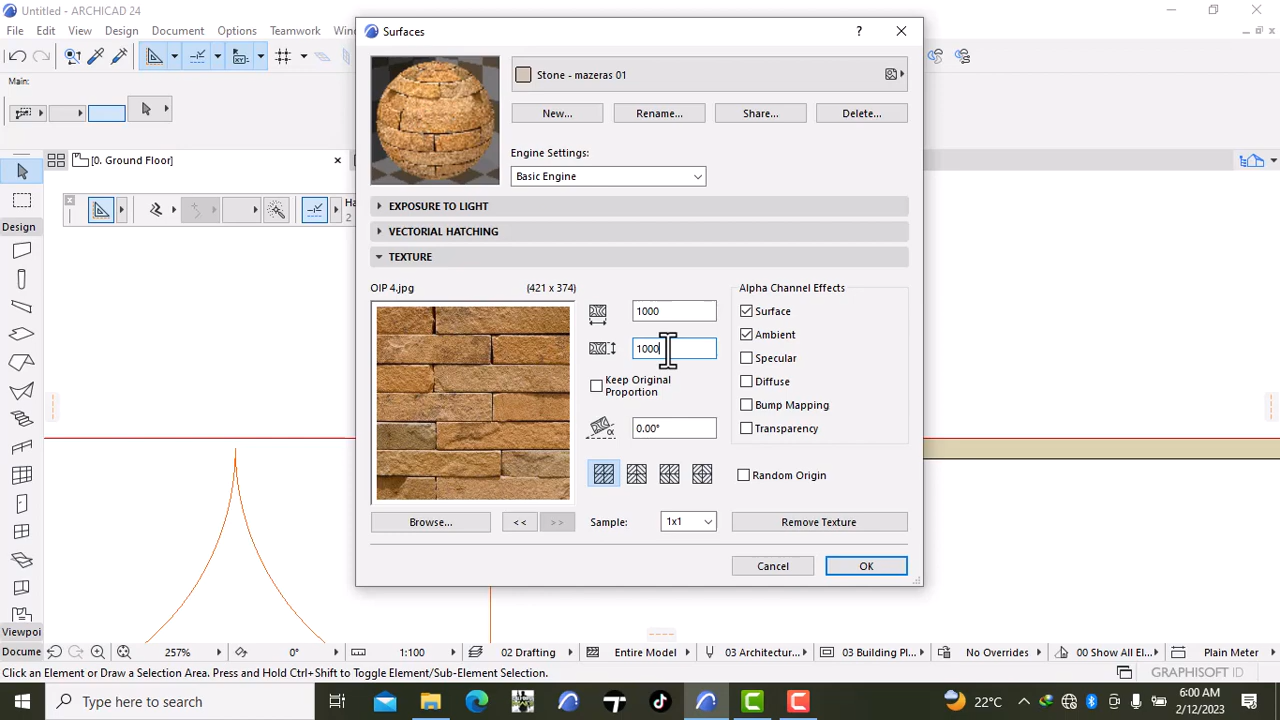 Untitled - ARCHICAD 24
File Edit View Design Document Options Teamwork
Main:
[0. Ground Floor]
Design
Viewpoi
Docume
Surfaces
?
Stone - mazeras 01
New... Rename... Share... Delete...
Engine Settings:
Basic Engine
EXPOSURE TO LIGHT
VECTORIAL HATCHING
TEXTURE
OIP 4.jpg (421 x 374)
1000
1000
Keep Original
Proportion
0.00°
Alpha Channel Effects
Surface
Ambient
Specular
Diffuse
Bump Mapping
Transparency
Random Origin
Browse... << >> Sample: 1x1 Remove Texture
Cancel OK
257% 0° 1:100 02 Drafting Entire Model 03 Architectur... 03 Building Pl... No Overrides 00 Show All E... Plain Meter
Click an Element or Draw a Selection Area. Press and Hold Ctrl+Shift to Toggle Element/Sub-Element Selection.
GRAPHISOFT ID
Type here to search
22°C
6:00 AM
2/12/2023